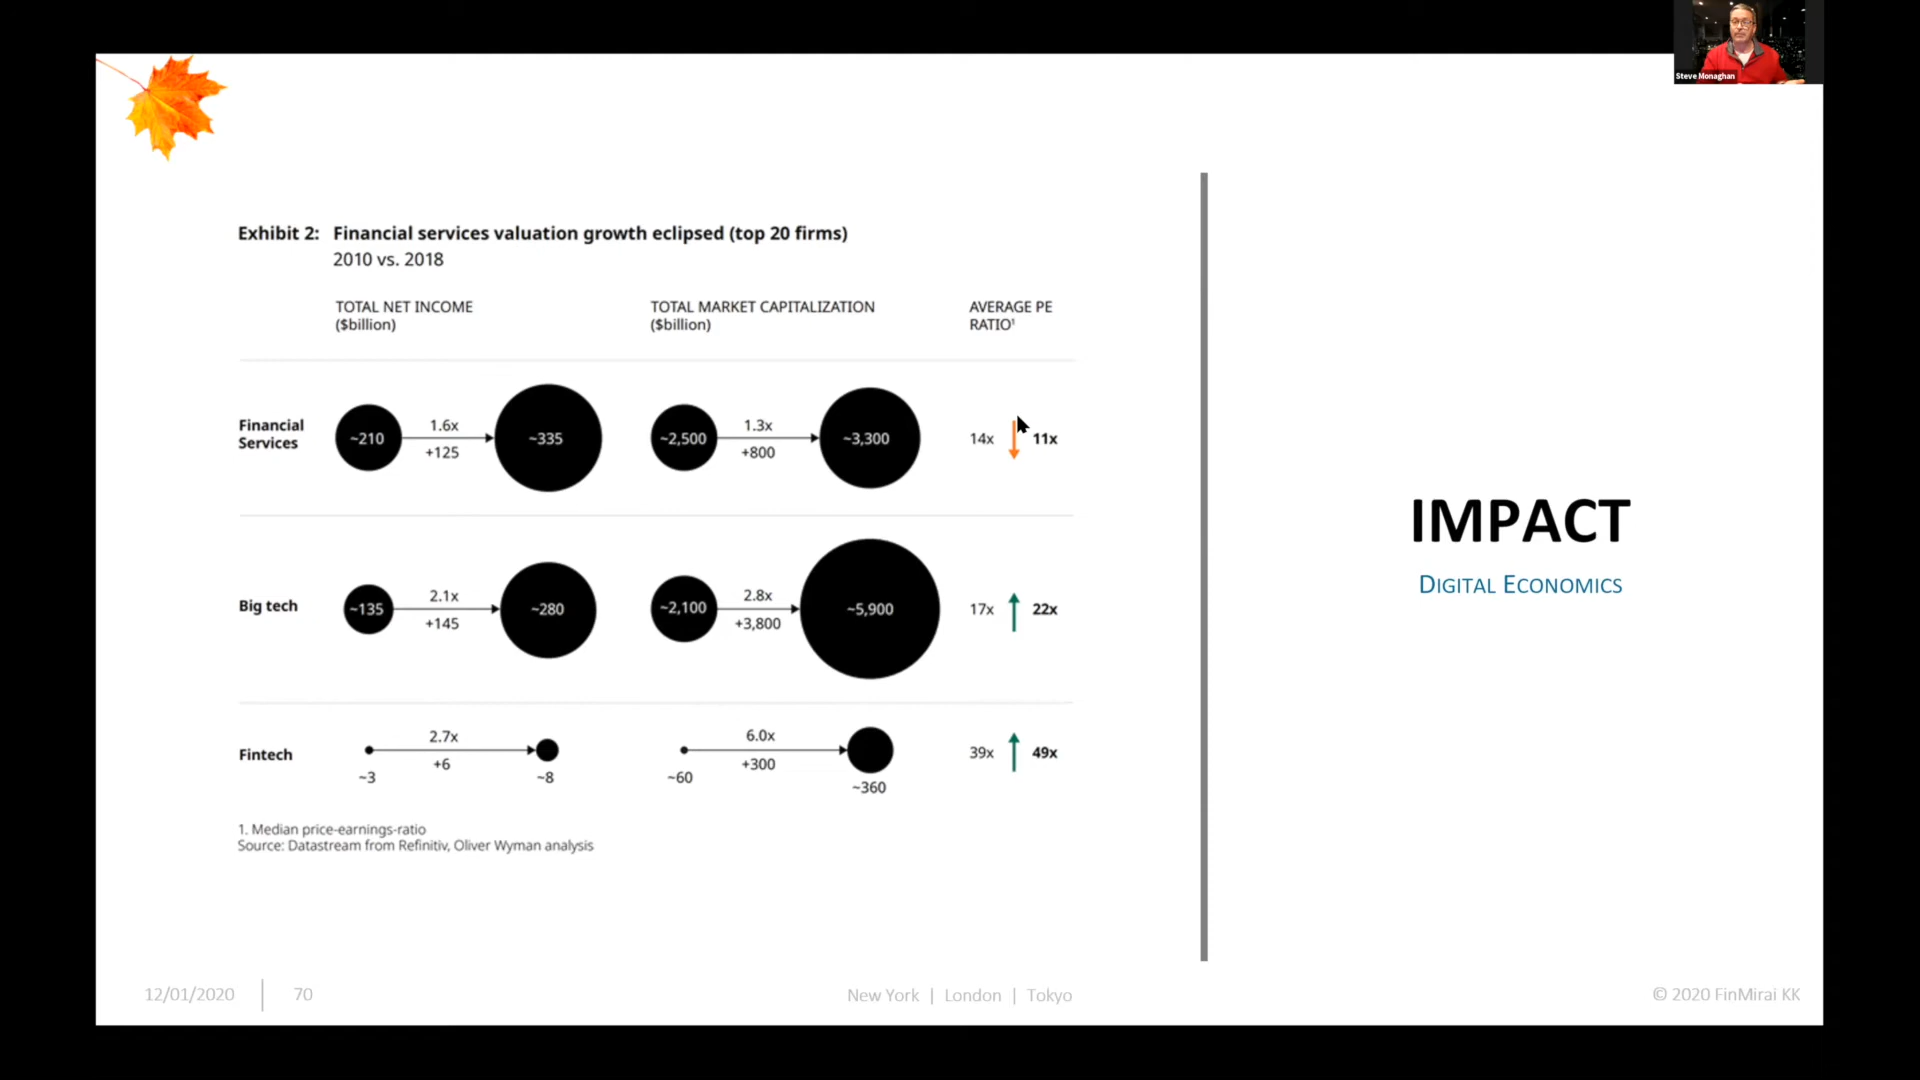 Steve Monaghan
Exhibit 2: Financial services valuation growth eclipsed (top 20 firms)
2010 vs. 2018
TOTAL NET INCOME
($billion)
TOTAL MARKET CAPITALIZATION
($billion)
AVERAGE PE
RATIO¹
Financial
Services
~210
1.6x
+125
~335
~2,500
1.3x
+800
~3,300
14x
11x
Big tech
~135
2.1x
+145
~280
~2,100
2.8x
+3,800
~5,900
17x
22x
Fintech
~3
2.7x
+6
~8
~60
6.0x
+300
~360
39x
49x
1. Median price-earnings-ratio
Source: Datastream from Refinitiv, Oliver Wyman analysis
IMPACT
DIGITAL ECONOMICS
12/01/2020
70
New York | London | Tokyo
© 2020 FinMirai KK